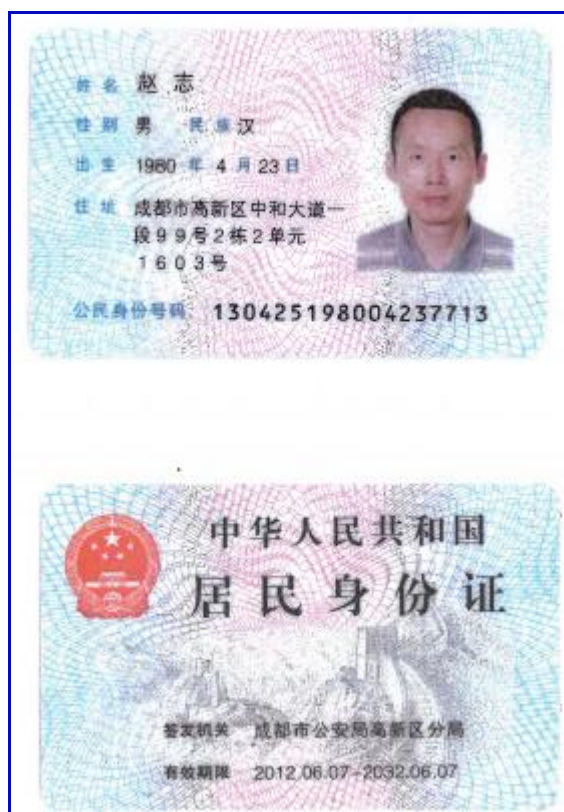 姓名 赵志
性别 男 民族 汉
出生 1980 年 4 月 23 日
住址 成都市高新区中和大道一
段99号2栋2单元
1603号
公民身份号码 130425198004237713
中华人民共和国
居民身份证
签发机关 成都市公安局高新区分局
有效期限 2012.06.07-2032.06.07